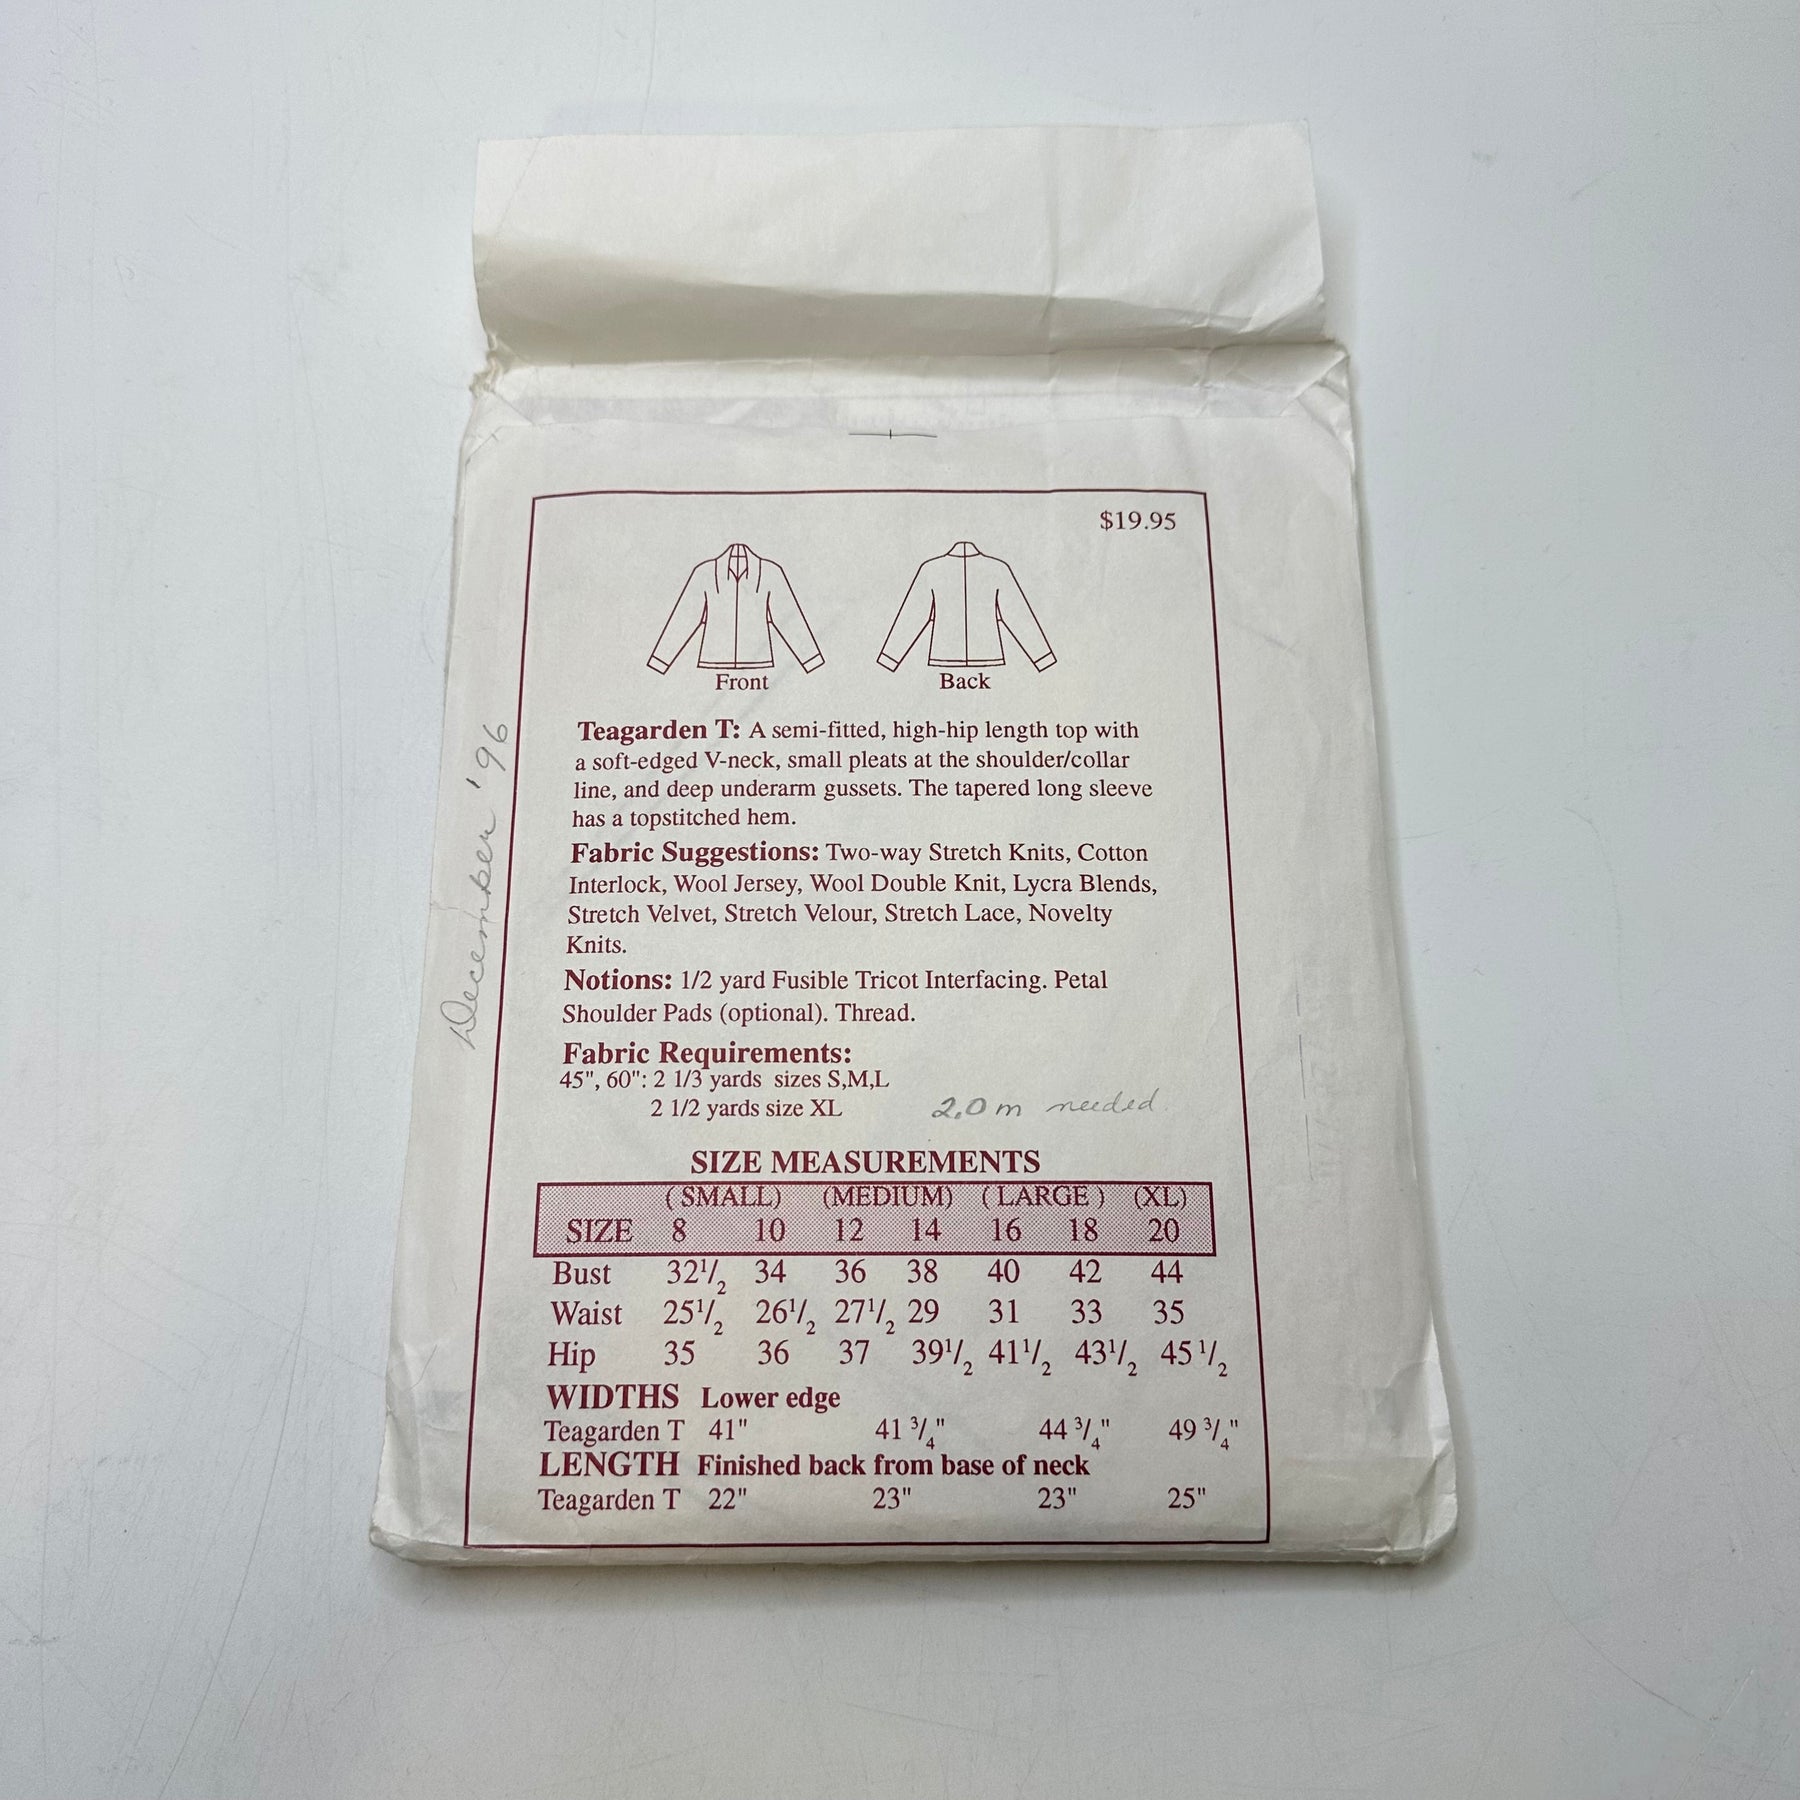 $19.95
Front Back
Teagarden T: A semi-fitted, high-hip length top with
a soft-edged V-neck, small pleats at the shoulder/collar
line, and deep underarm gussets. The tapered long sleeve
has a topstitched hem.
Fabric Suggestions: Two-way Stretch Knits, Cotton
Interlock, Wool Jersey, Wool Double Knit, Lycra Blends,
Stretch Velvet, Stretch Velour, Stretch Lace, Novelty
Knits.
Notions: 1/2 yard Fusible Tricot Interfacing. Petal
Shoulder Pads (optional). Thread.
Fabric Requirements:
45", 60": 2 1/3 yards sizes S,M,L
2 1/2 yards size XL
2.0 m needed.
SIZE MEASUREMENTS
(SMALL) (MEDIUM) (LARGE) (XL)
SIZE 8 10 12 14 16 18 20
Bust 32 1/2 34 36 38 40 42 44
Waist 25 1/2 26 1/2 27 1/2 29 31 33 35
Hip 35 36 37 39 1/2 41 1/2 43 1/2 45 1/2
WIDTHS Lower edge
Teagarden T 41" 41 3/4" 44 3/4" 49 3/4"
LENGTH Finished back from base of neck
Teagarden T 22" 23" 23" 25"
December '96